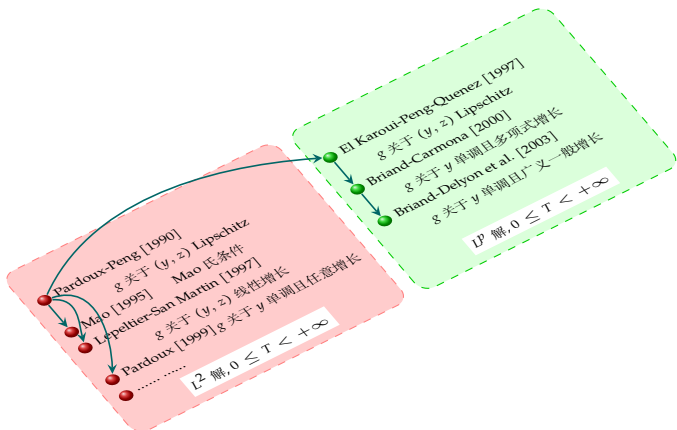 El Karoui-Peng-Quenez [1997]
g 关于 (y, z) Lipschitz
Briand-Carmona [2000]
g 关于 y 单调且多项式增长
Briand-Delyon et al. [2003]
g 关于 y 单调且广义一般增长
L^p 解, 0 ≤ T < +∞
Pardoux-Peng [1990]
g 关于 (y, z) Lipschitz
Mao [1995] Mao 氏条件
Lepeltier-San Martin [1997]
g 关于 (y, z) 线性增长
Pardoux [1999] g 关于 y 单调且任意增长
...... ......
L^2 解, 0 ≤ T < +∞